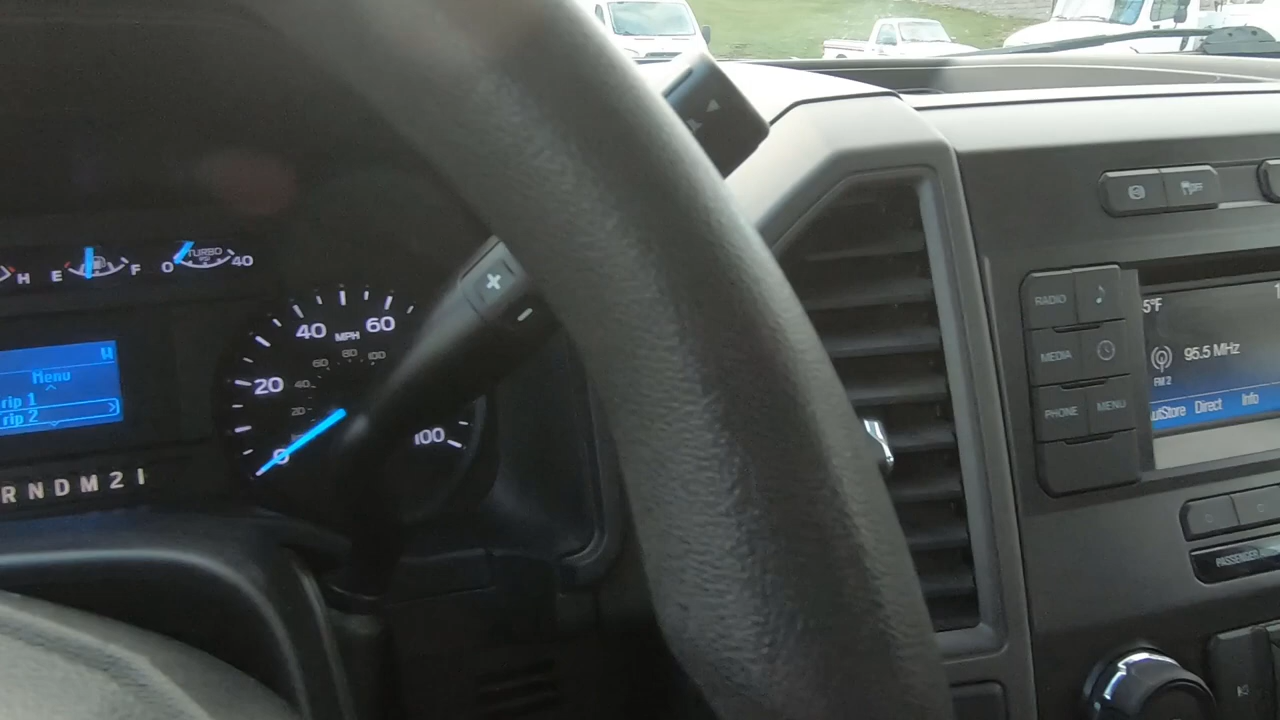 H E F 0 TURBO 40
40 MPH 60
60 80 100
20 40
20
0
100
Menu
rip 1
rip 2
R N D M 2 1
RADIO
MEDIA
PHONE MENU
5°F
95.5 MHz
FM 2
utStore Direct Info
PASSENGER